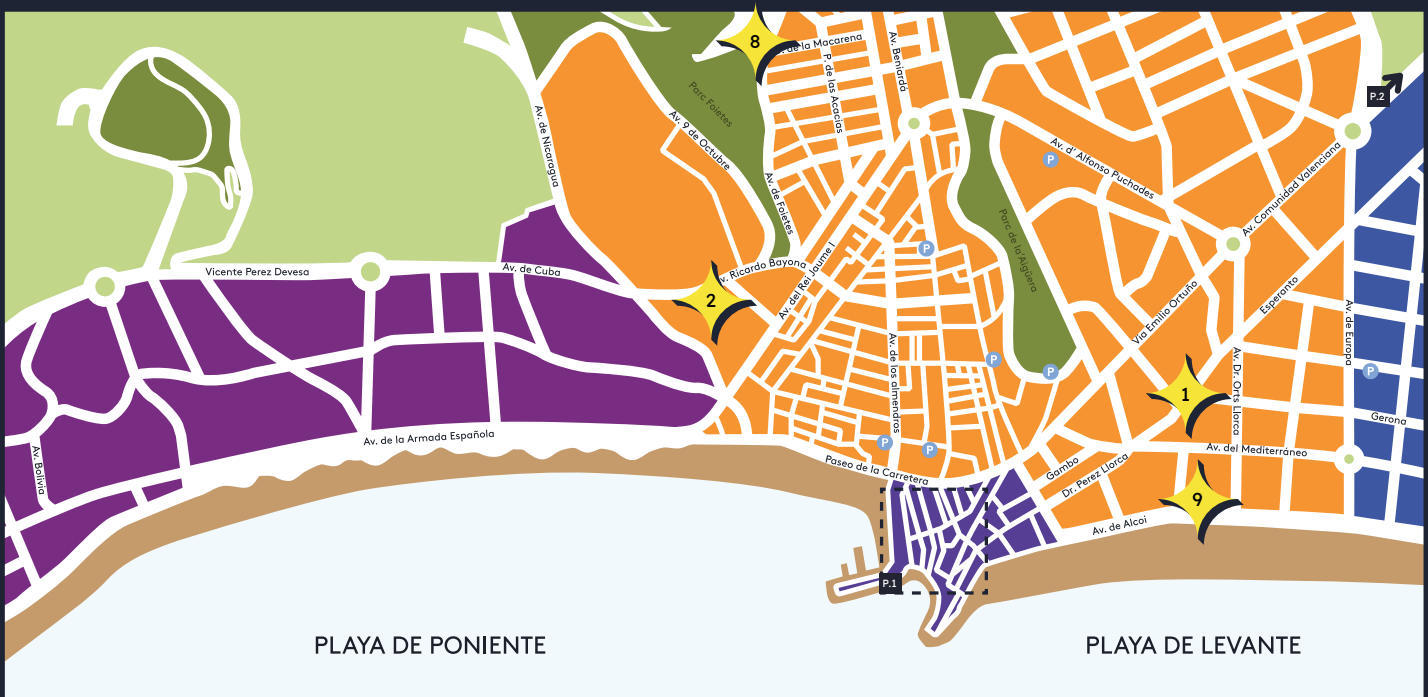 8
. de la Macarena
Av. Beniardá
P. de las Acacias
P.2
Parc Foietes
Av. 9 de Octubre
Av. de Nicaragua
Av. d' Alfonso Puchades
P
Av. Comunidad Valenciana
Av. de Foietes
Parc de la'Aigüera
P
Vicente Perez Devesa
Av. de Cuba
Av. Ricardo Bayona
Av. del Rei Jaume I
2
Via Emilio Ortuño
Esperanto
Av. de Europa
Av. de los almendros
P
P
P
Av. Dr. Orts Llorca
1
Gerona
Av. de la Armada Española
P
P
Av. del Mediterráneo
Av. Bolivia
Paseo de la Carretera
Gambo
Dr. Perez Llorca
9
Av. de Alcoi
P.1
PLAYA DE PONIENTE
PLAYA DE LEVANTE